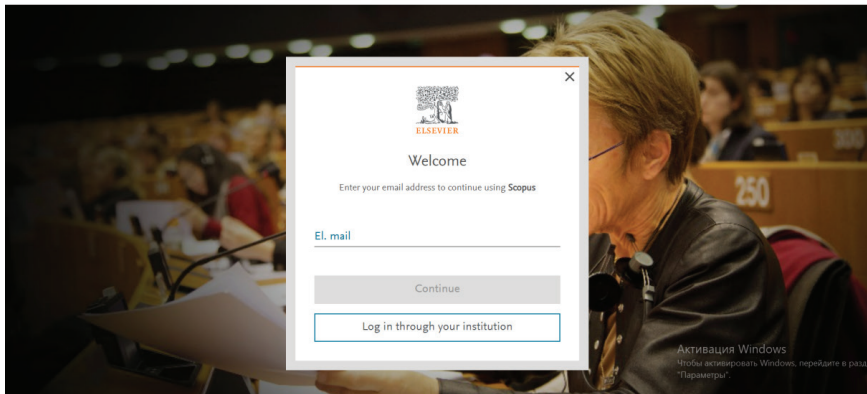 ELSEVIER
Welcome
Enter your email address to continue using Scopus
El. mail
Continue
Log in through your institution
250
Активация Windows
Чтобы активировать Windows, перейдите в разд
"Параметры".